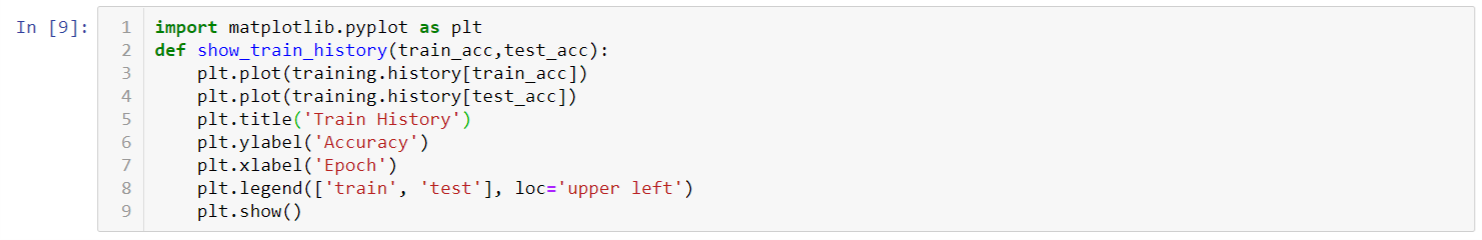 In [9]:
1 import matplotlib.pyplot as plt
2 def show_train_history(train_acc,test_acc):
3     plt.plot(training.history[train_acc])
4     plt.plot(training.history[test_acc])
5     plt.title('Train History')
6     plt.ylabel('Accuracy')
7     plt.xlabel('Epoch')
8     plt.legend(['train', 'test'], loc='upper left')
9     plt.show()